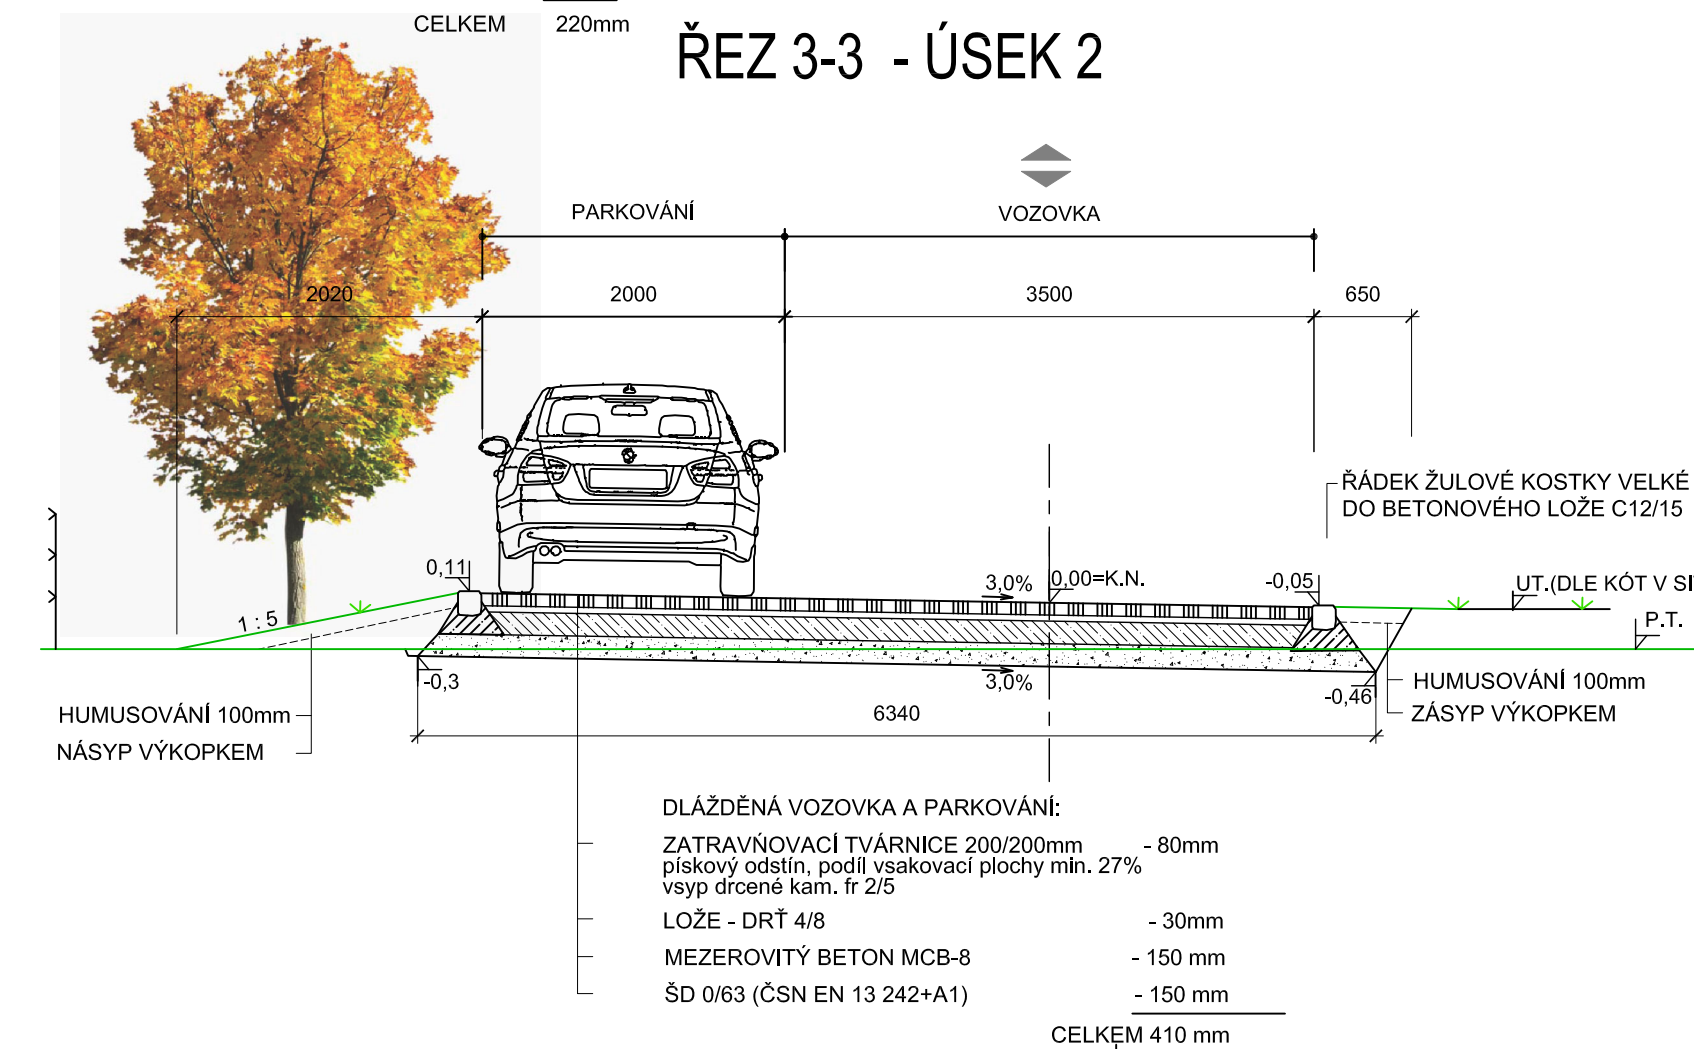 CELKEM 220mm
ŘEZ 3-3 - ÚSEK 2
PARKOVÁNÍ VOZOVKA
2020 2000 3500 650
ŘÁDEK ŽULOVÉ KOSTKY VELKÉ
DO BETONOVÉHO LOŽE C12/15
0,11 3,0% 0,00=K.N. -0,05 UT.(DLE KÓT V SI
1 : 5 P.T.
-0,3 3,0% -0,46 HUMUSOVÁNÍ 100mm
ZÁSYP VÝKOPKEM
HUMUSOVÁNÍ 100mm
NÁSYP VÝKOPKEM
6340
DLÁŽDĚNÁ VOZOVKA A PARKOVÁNÍ:
ZATRAVŃOVACÍ TVÁRNICE 200/200mm - 80mm
pískový odstín, podíl vsakovací plochy min. 27%
vsyp drcené kam. fr 2/5
LOŽE - DRŤ 4/8 - 30mm
MEZEROVITÝ BETON MCB-8 - 150 mm
ŠD 0/63 (ČSN EN 13 242+A1) - 150 mm
CELKEM 410 mm